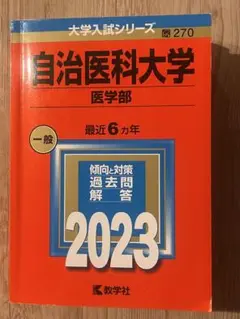 大学入試シリーズ
270
自治医科大学
医学部
最近6カ年
一般
傾向と対策
過去問
解答
2023
教学社